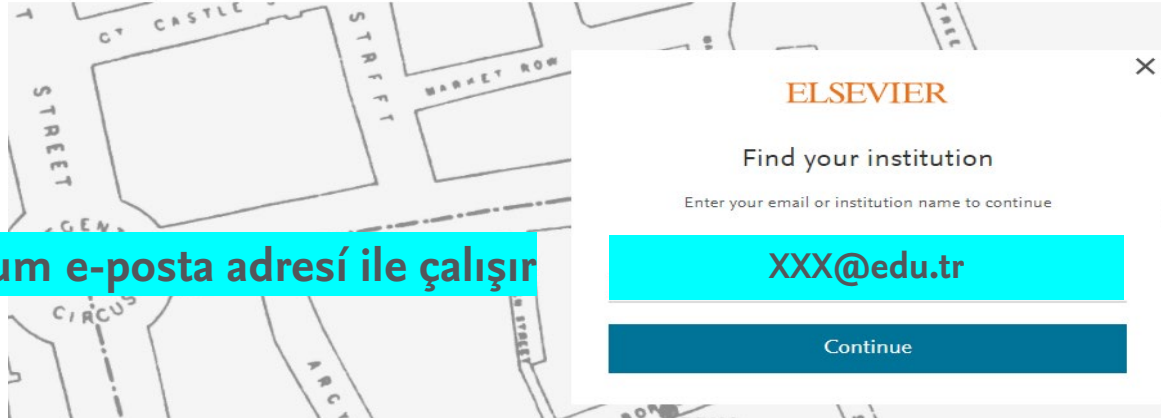 CASTLE
STREET
MARKET ROW
STREET
CIRCUS
ELSEVIER
Find your institution
Enter your email or institution name to continue
um e-posta adresí ile çalışır
XXX@edu.tr
Continue